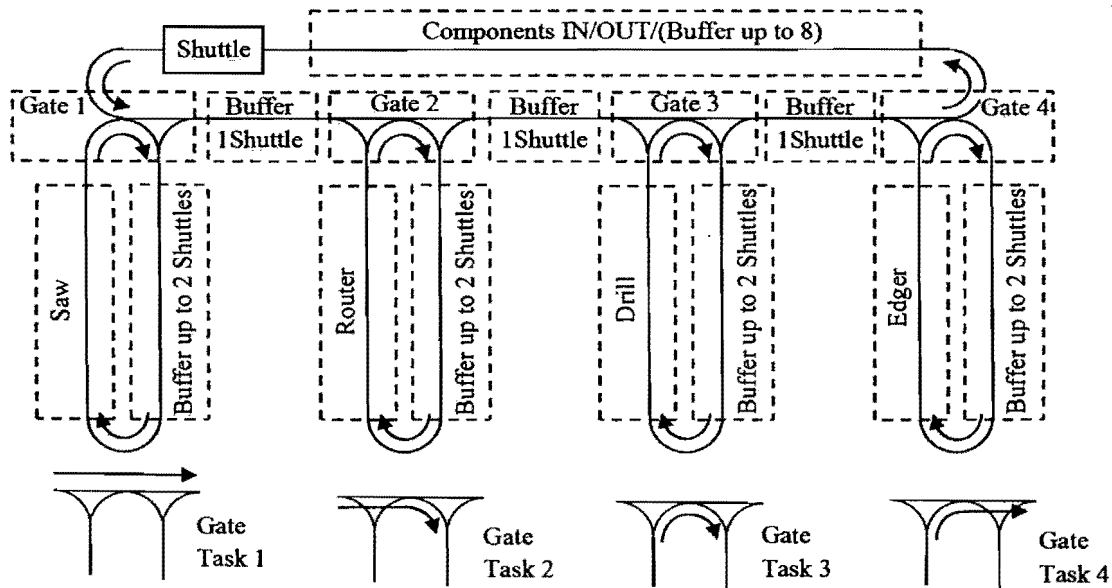 Shuttle
Components IN/OUT/(Buffer up to 8)
Gate 1
Buffer
1Shuttle
Gate 2
Buffer
1Shuttle
Gate 3
Buffer
1Shuttle
Gate 4
Saw
Buffer up to 2 Shuttles
Router
Buffer up to 2 Shuttles
Drill
Buffer up to 2 Shuttles
Edger
Buffer up to 2 Shuttles
Gate
Task 1
Gate
Task 2
Gate
Task 3
Gate
Task 4